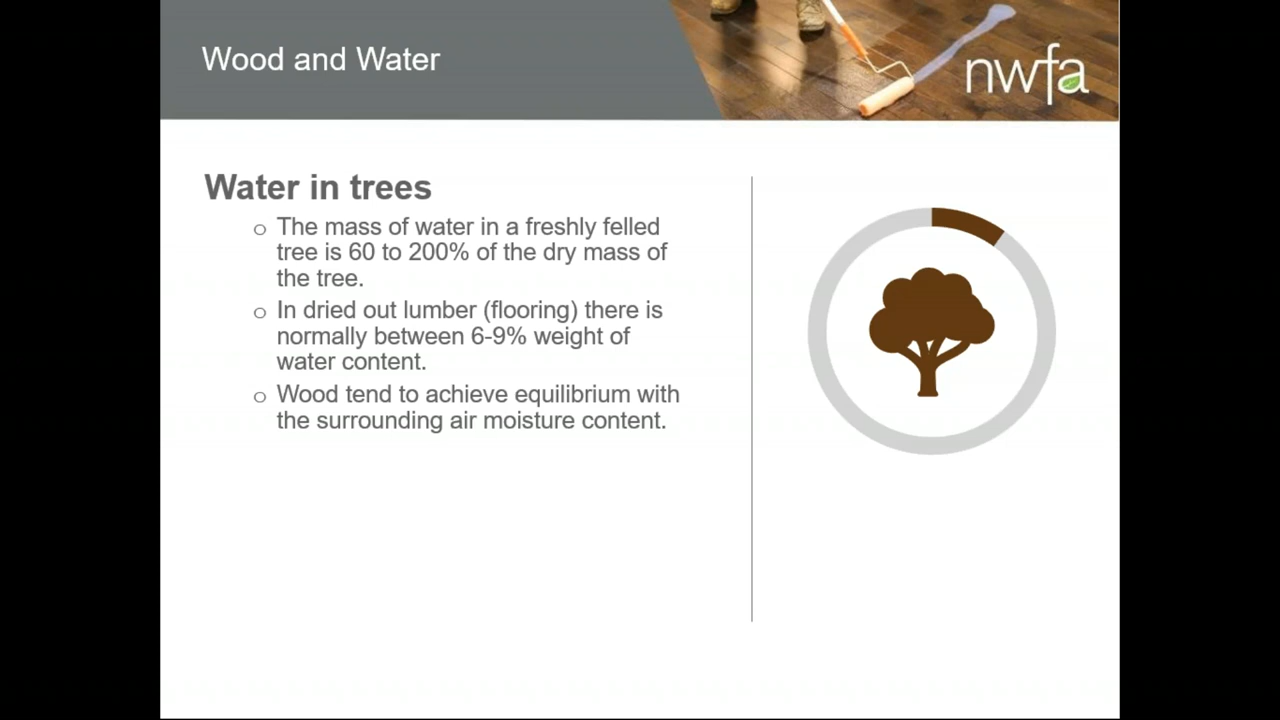 Wood and Water
nwfa
Water in trees
o The mass of water in a freshly felled
tree is 60 to 200% of the dry mass of
the tree.
o In dried out lumber (flooring) there is
normally between 6-9% weight of
water content.
o Wood tend to achieve equilibrium with
the surrounding air moisture content.